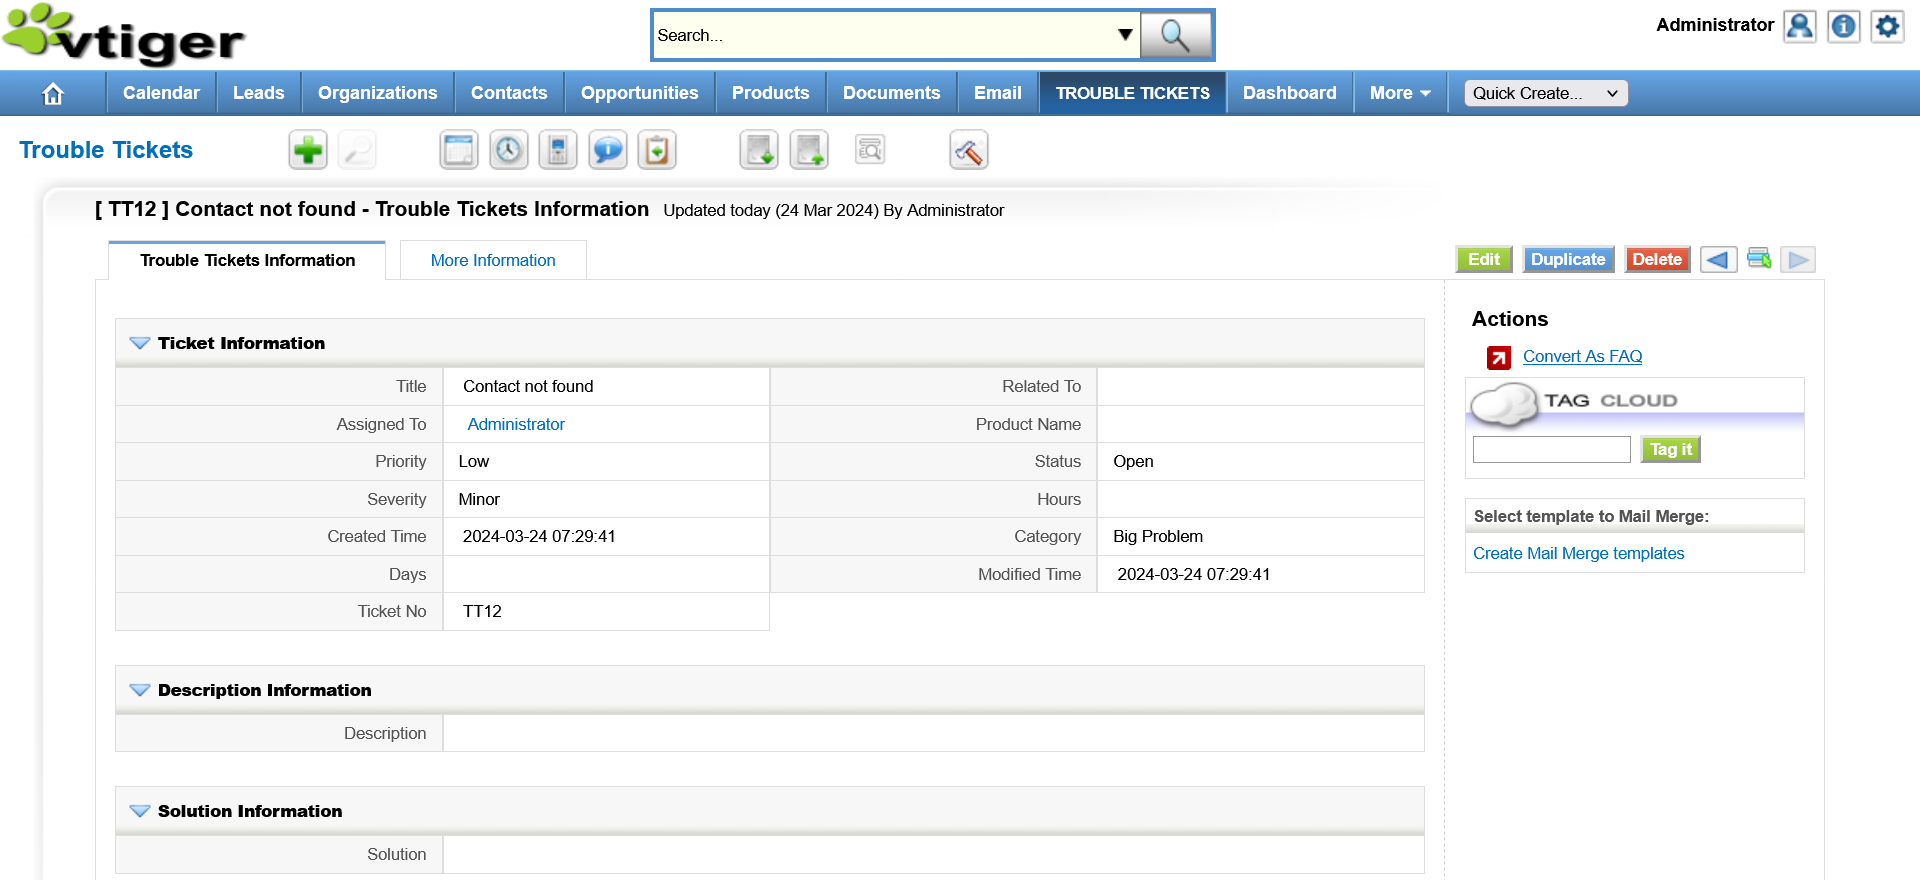 vtiger
Search...
Administrator
Calendar Leads Organizations Contacts Opportunities Products Documents Email TROUBLE TICKETS Dashboard More Quick Create...
Trouble Tickets
[ TT12 ] Contact not found - Trouble Tickets Information Updated today (24 Mar 2024) By Administrator
Trouble Tickets Information More Information
Edit Duplicate Delete
Ticket Information
Title Contact not found Related To
Assigned To Administrator Product Name
Priority Low Status Open
Severity Minor Hours
Created Time 2024-03-24 07:29:41 Category Big Problem
Days Modified Time 2024-03-24 07:29:41
Ticket No TT12
Description Information
Description
Solution Information
Solution
Actions
Convert As FAQ
TAG CLOUD
Tag it
Select template to Mail Merge:
Create Mail Merge templates